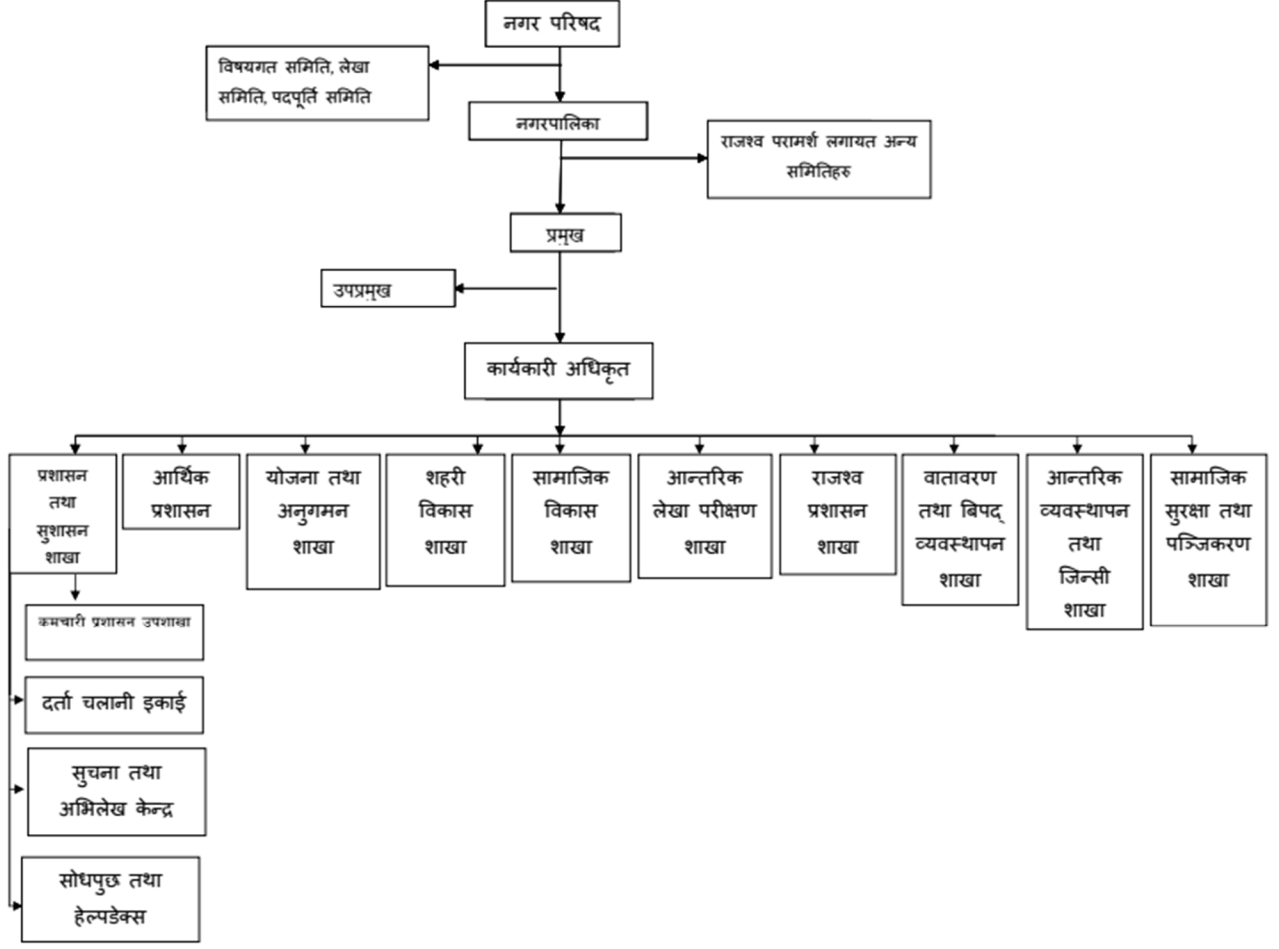 नगर परिषद
विषयगत समिति, लेखा
समिति, पदपूर्ति समिति
नगरपालिका
राजश्व परामर्श लगायत अन्य
समितिहरु
प्रमुख
उपप्रमुख
कार्यकारी अधिकृत
प्रशासन
तथा
सुशासन
शाखा
आर्थिक
प्रशासन
योजना तथा
अनुगमन
शाखा
शहरी
विकास
शाखा
सामाजिक
विकास
शाखा
आन्तरिक
लेखा परीक्षण
शाखा
राजश्व
प्रशासन
शाखा
वातावरण
तथा बिपद्
व्यवस्थापन
शाखा
आन्तरिक
व्यवस्थापन
तथा
जिन्सी
शाखा
सामाजिक
सुरक्षा तथा
पञ्जिकरण
शाखा
कमचारी प्रशासन उपशाखा
दर्ता चलानी इकाई
सुचना तथा
अभिलेख केन्द्र
सोधपुछ तथा
हेल्पडेक्स